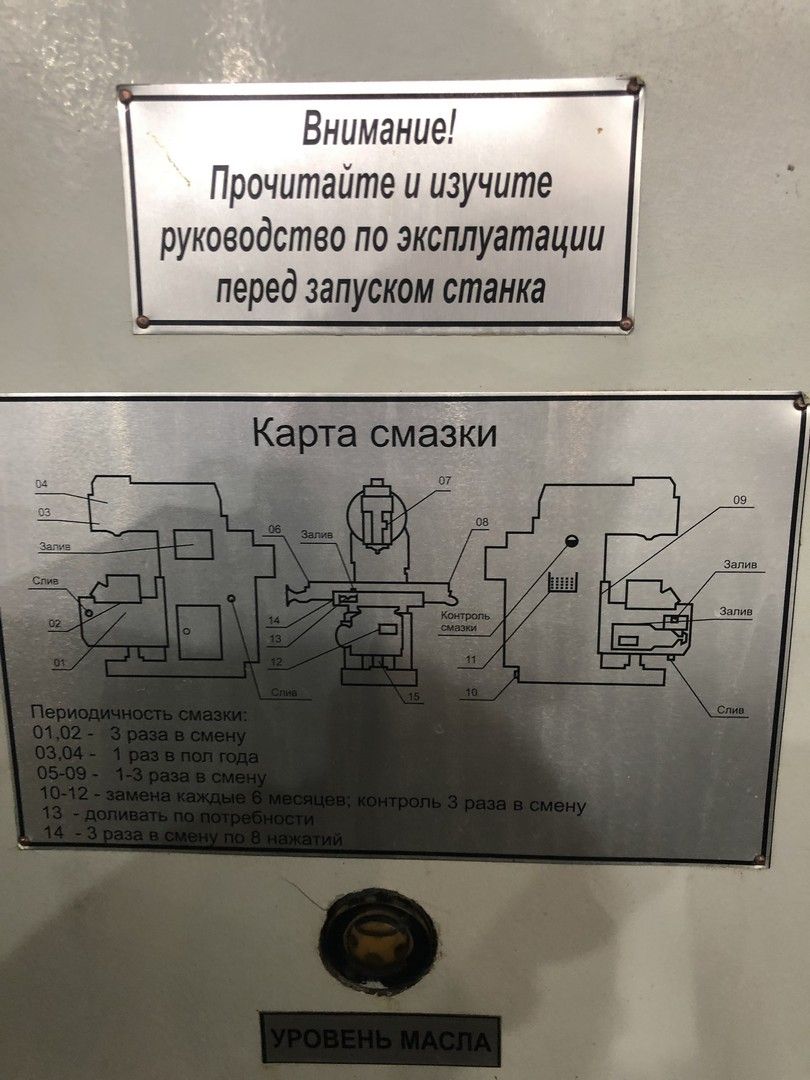 Внимание!
Прочитайте и изучите
руководство по эксплуатации
перед запуском станка
Карта смазки
04
03
Залив
Слив
02
01
Слив
06
Залив
07
08
14
13
12
15
09
Залив
Залив
Контроль
смазки
11
10
Слив
Периодичность смазки:
01,02 - 3 раза в смену
03,04 - 1 раз в пол года
05-09 - 1-3 раза в смену
10-12 - замена каждые 6 месяцев; контроль 3 раза в смену
13 - доливать по потребности
14 - 3 раза в смену по 8 нажатий
УРОВЕНЬ МАСЛА